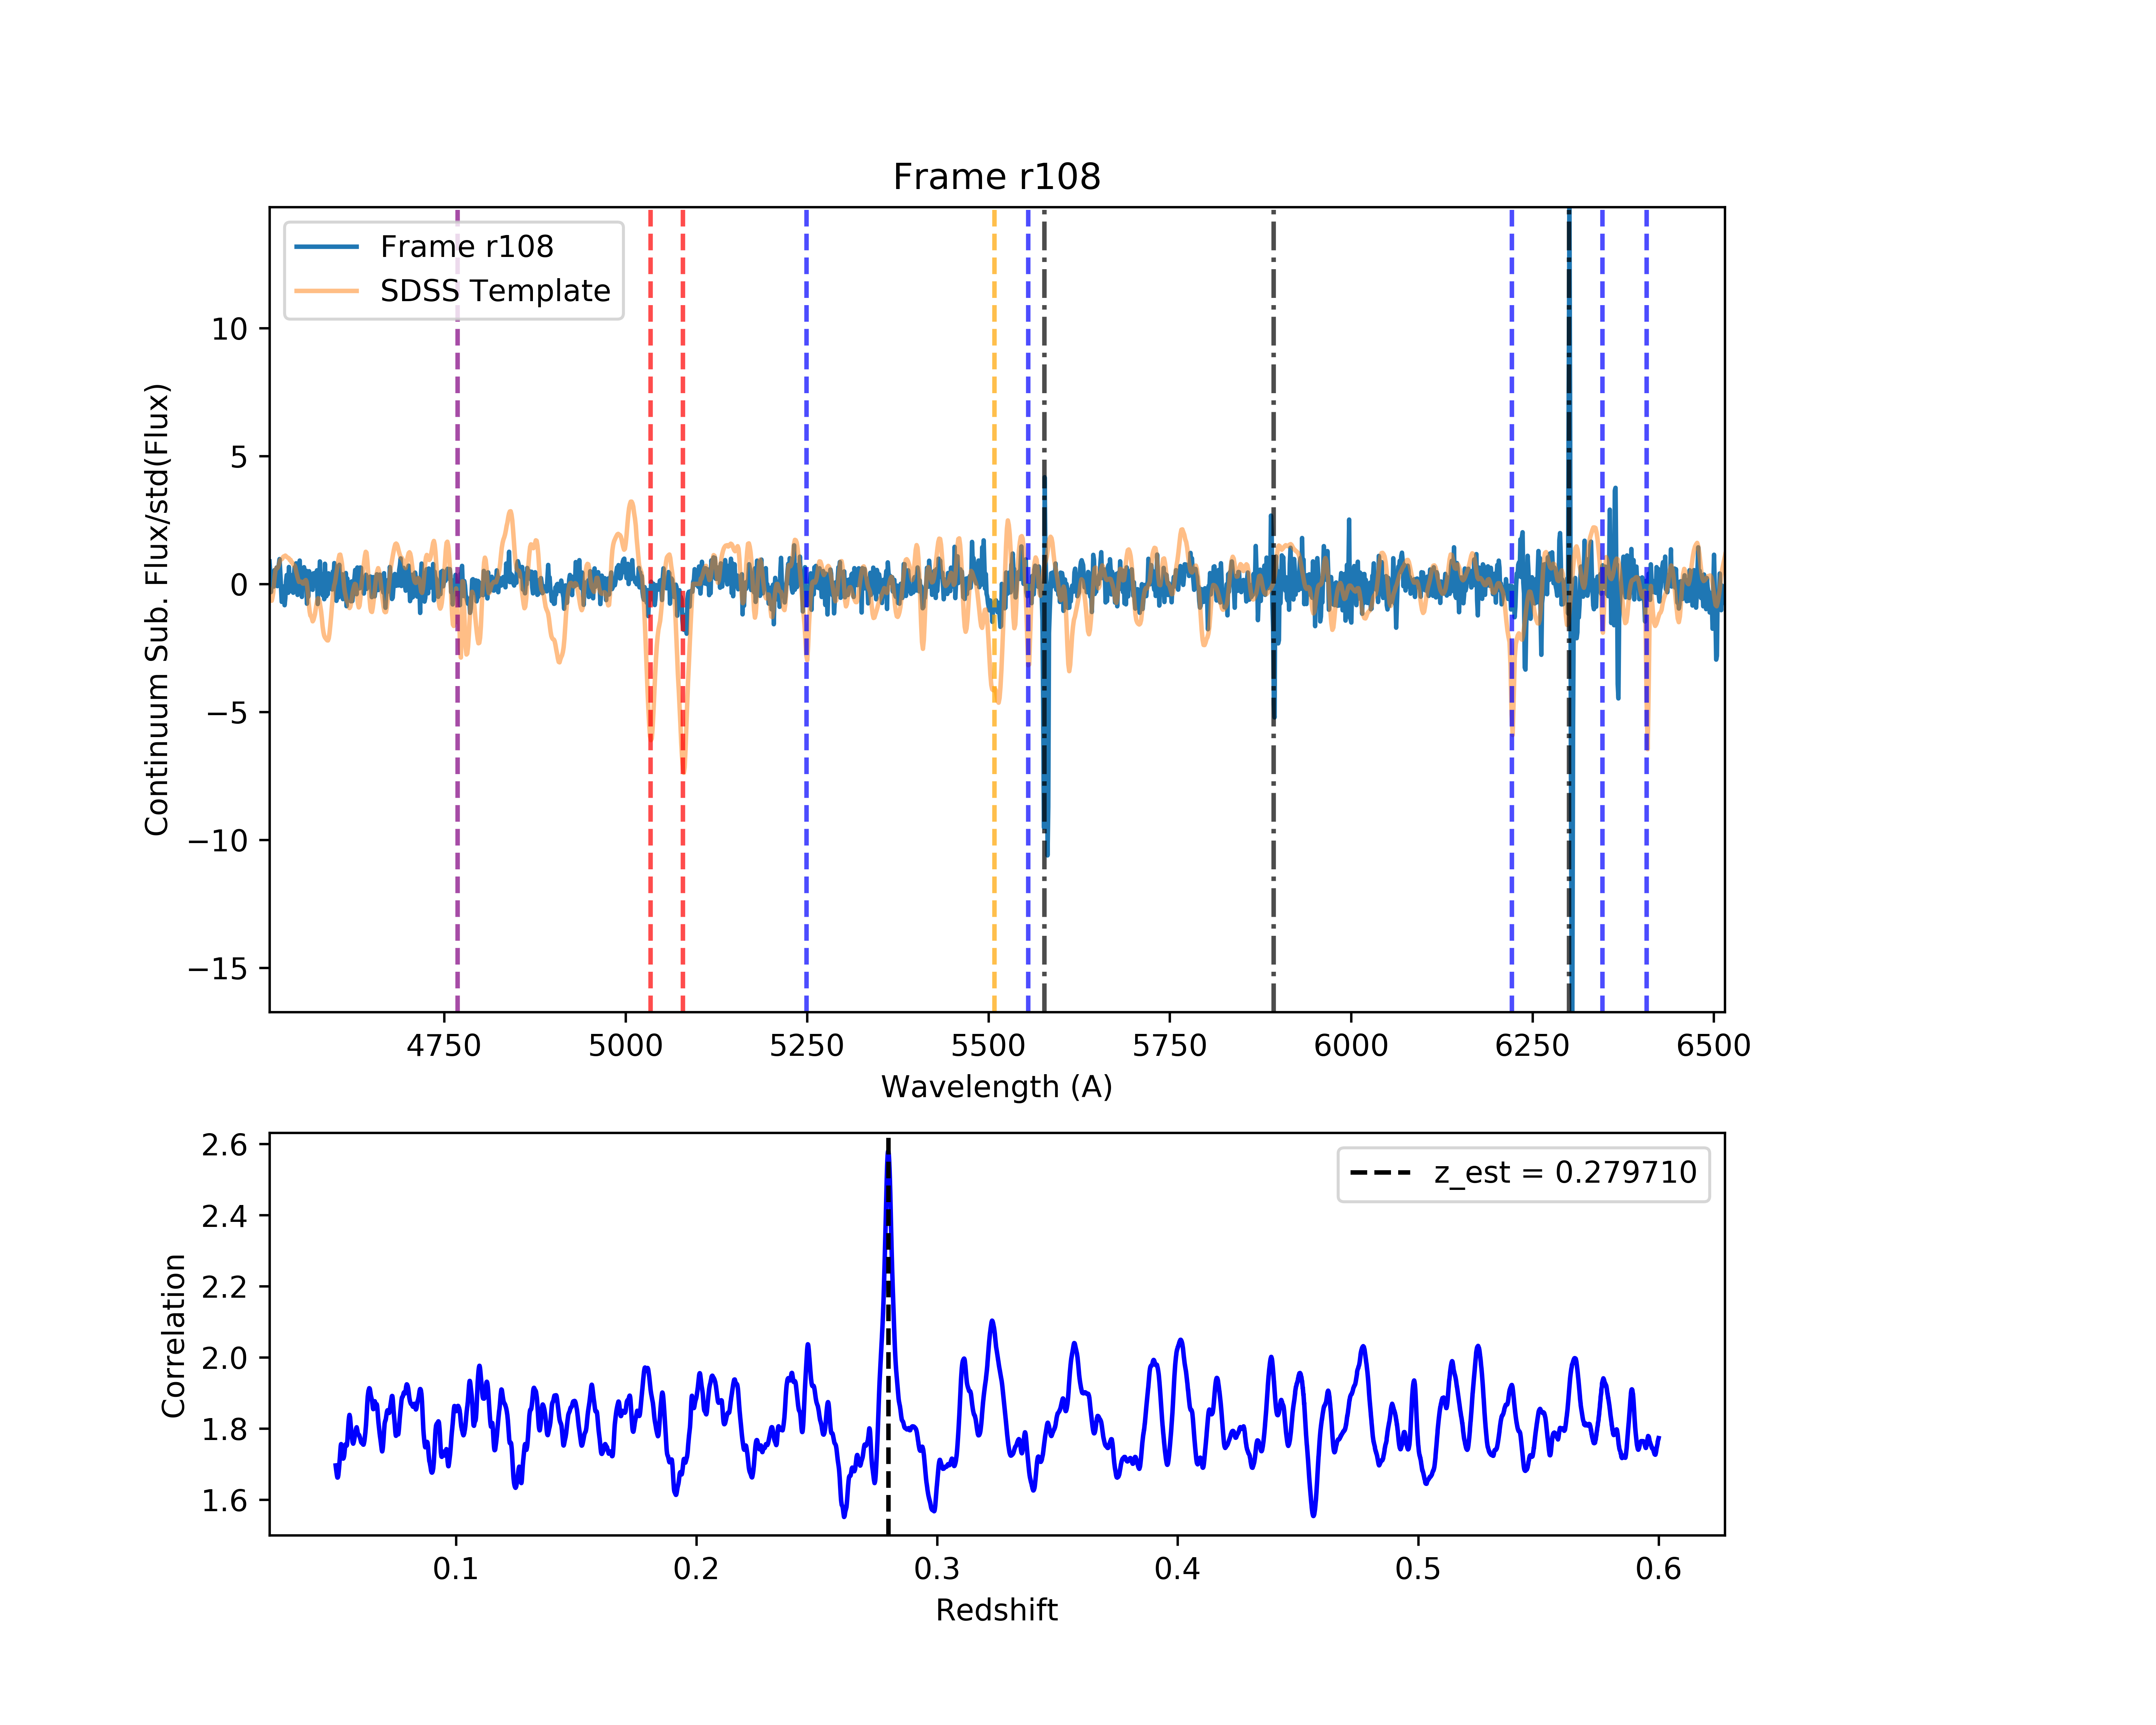 Frame r108
Frame r108
SDSS Template
Continuum Sub. Flux/std(Flux)
10
5
0
−5
−10
−15
4750 5000 5250 5500 5750 6000 6250 6500
Wavelength (A)
z_est = 0.279710
Correlation
2.6
2.4
2.2
2.0
1.8
1.6
0.1 0.2 0.3 0.4 0.5 0.6
Redshift